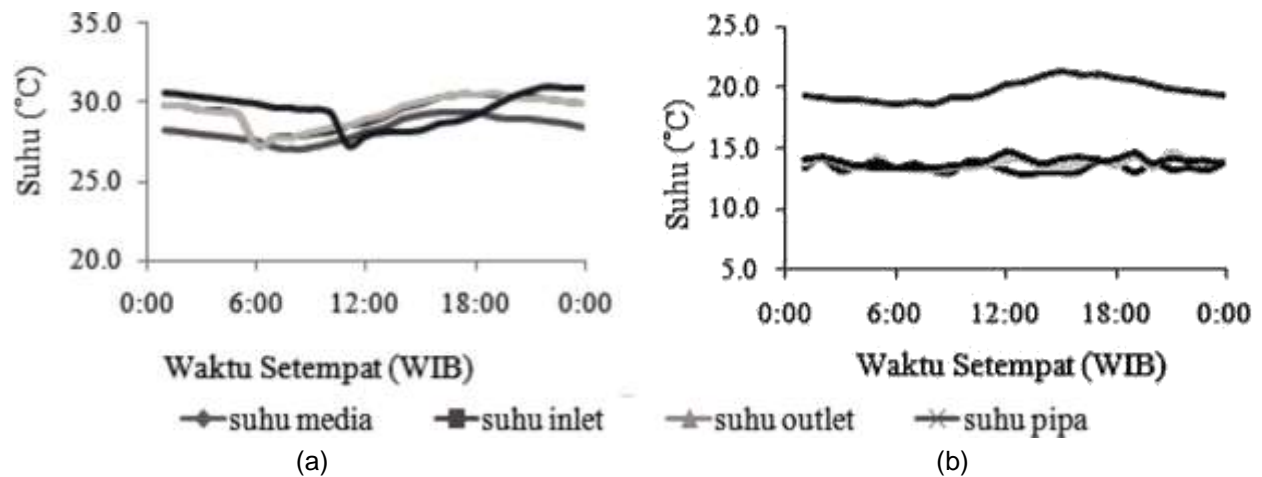 35.0
30.0
25.0
20.0
Suhu (°C)
0:00 6:00 12:00 18:00 0:00
Waktu Setempat (WIB)
25.0
20.0
15.0
10.0
5.0
Suhu (°C)
0:00 6:00 12:00 18:00 0:00
Waktu Setempat (WIB)
suhu media suhu inlet suhu outlet suhu pipa
(a) (b)